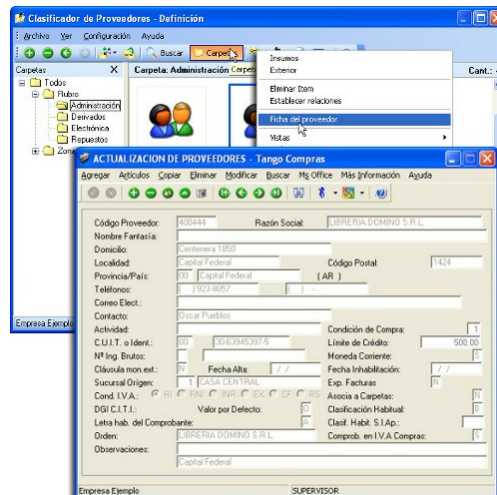 Clasificador de Proveedores - Definición
Archivo Ver Configuración Ayuda
Buscar Carpetas
Carpetas X Carpeta: Administración Cant.:
Todos
Rubro
Administración
Derivados
Electrónica
Repuestos
Insumos
Exterior
Eliminar Item
Establecer relaciones
Ficha del proveedor
Vistas
Empresa Ejemplo
ACTUALIZACION DE PROVEEDORES - Tango Compras
Agregar Artículos Copiar Eliminar Modificar Buscar Ms Office Más Información Ayuda
Código Proveedor: 400444 Razón Social: LIBRERIA DOMINO S.R.L.
Nombre Fantasía:
Domicilio: Centenera 1850
Localidad: Capital Federal Código Postal: 1424
Provincia/País: 00 Capital Federal ( AR )
Teléfonos: ( ) 923-8057 ( ) -
Correo Elect.:
Contacto: Oscar Pueblos
Actividad: Condición de Compra: 1
C.U.I.T. o Ident.: 80 30-63945397-5 Límite de Crédito: 500.00
Nº Ing. Brutos: Moneda Corriente: S
Cláusula mon.ext.: N Fecha Alta: / / Fecha Inhabilitación: / /
Sucursal Origen: 1 CASA CENTRAL Exp. Facturas N
Cond. I.V.A.: RI RNI INR EX CF RS Asocia a Carpetas: N
DGI C.I.T.I.: Valor por Defecto: Clasificación Habitual: B
Letra hab. del Comprobante: A Clasif. Habit. S.I.Ap.:
Orden: LIBRERIA DOMINO S.R.L. Comprob. en I.V.A Compras: S
Observaciones:
Capital Federal
Empresa Ejemplo SUPERVISOR